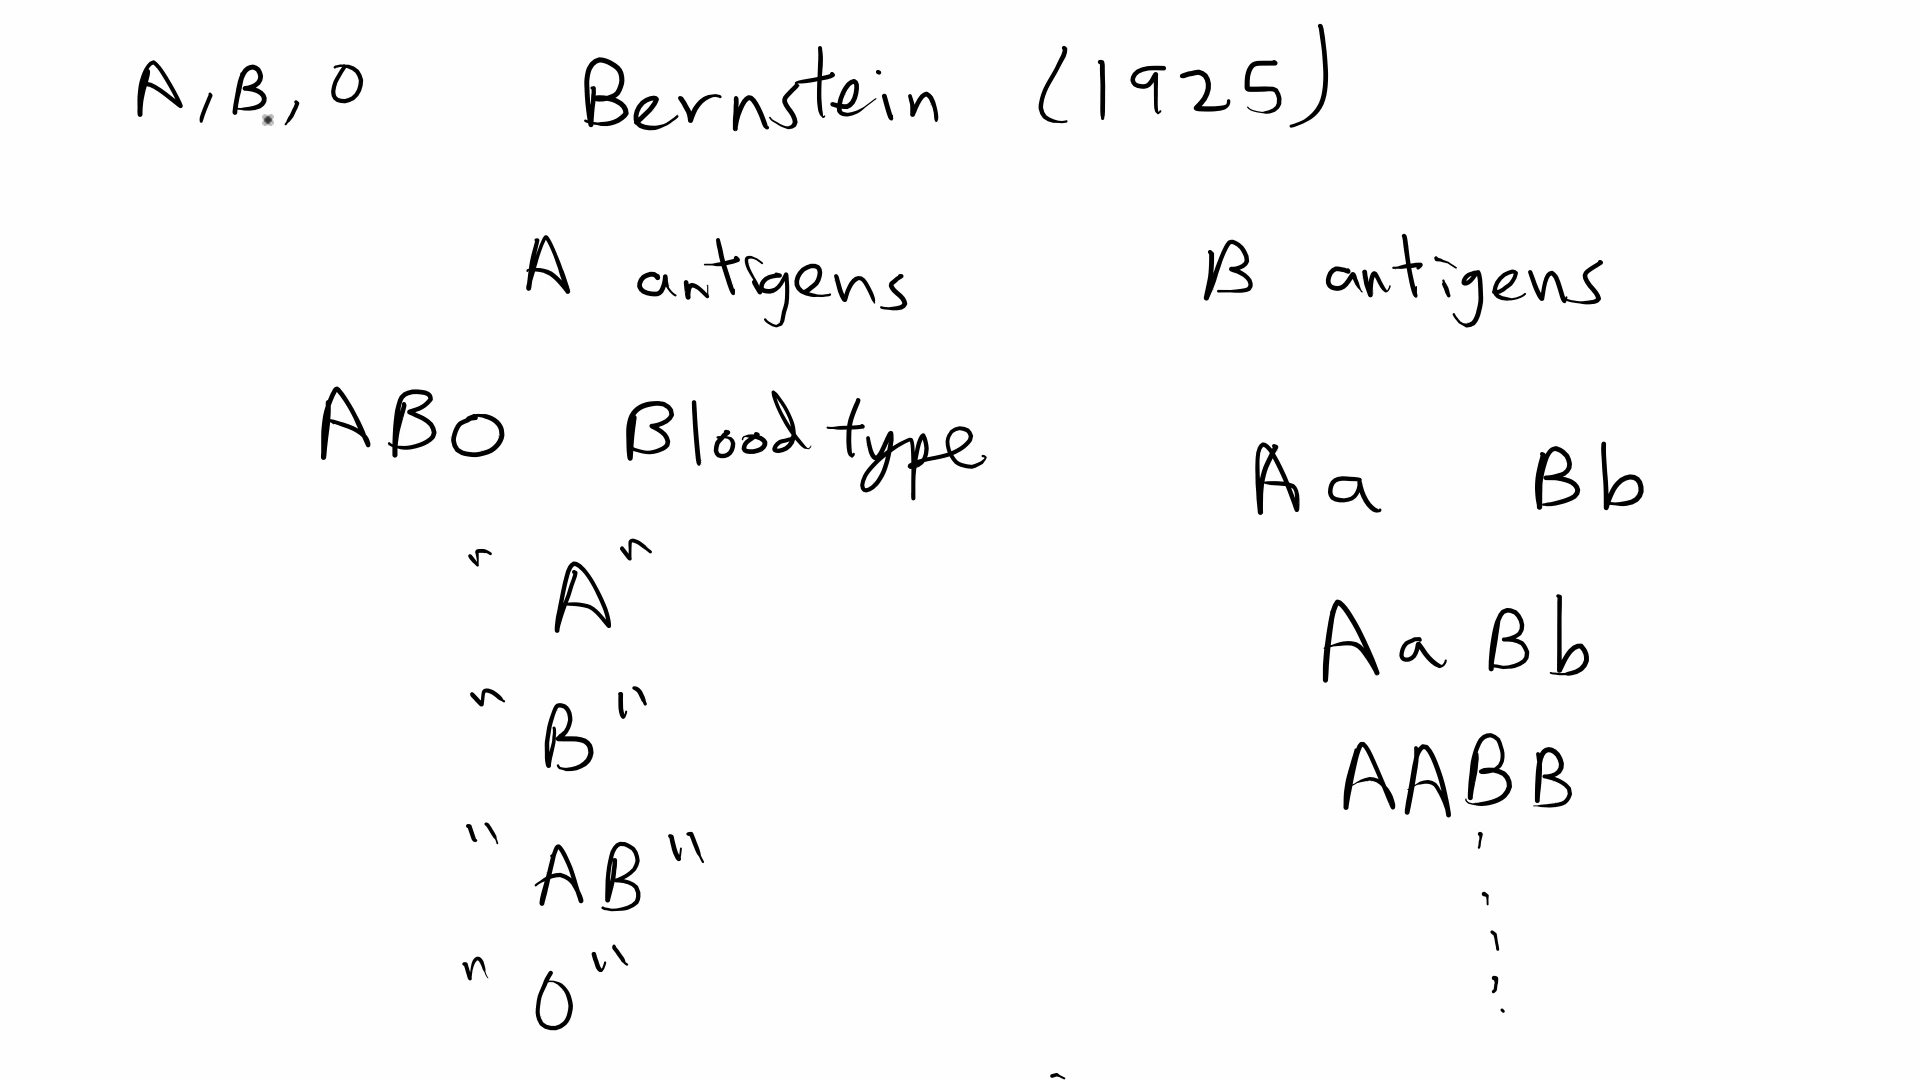 A, B, O Bernstein (1925)
A antigens B antigens
ABO Blood type
Aa Bb
"A"
AaBb
"B"
AABB
"AB"
"O"